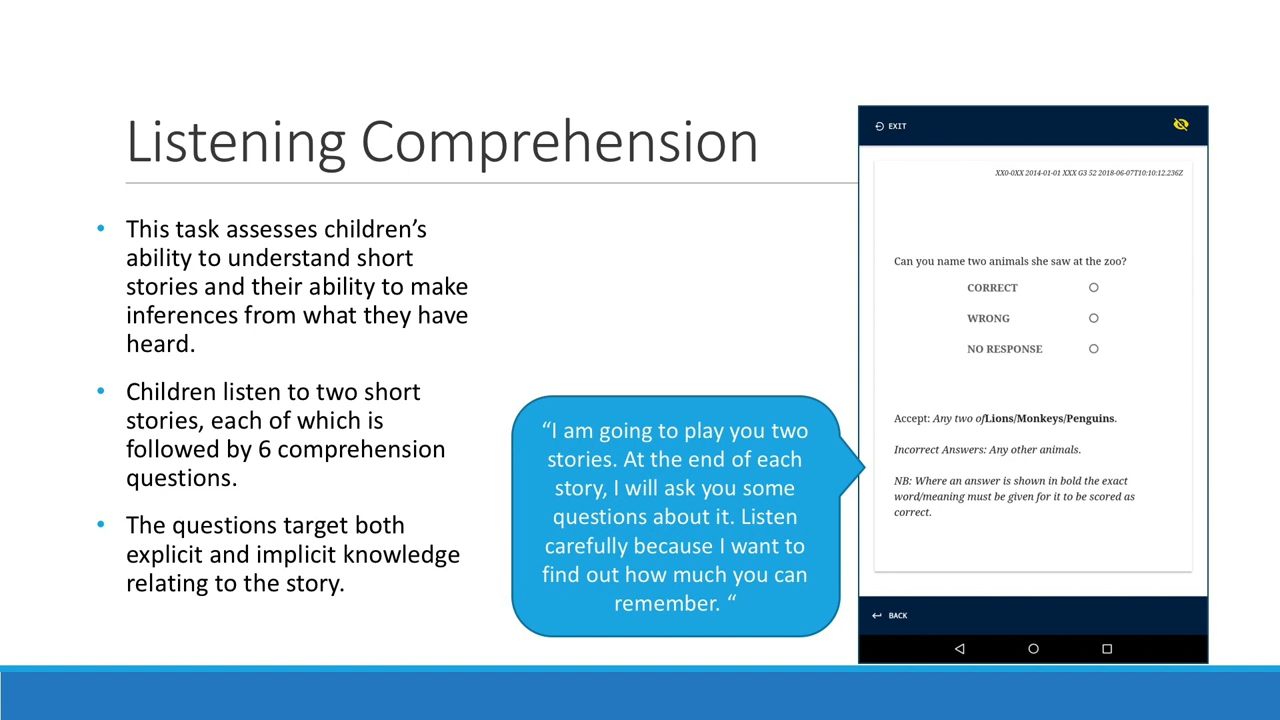 Listening Comprehension
• This task assesses children’s
ability to understand short
stories and their ability to make
inferences from what they have
heard.
• Children listen to two short
stories, each of which is
followed by 6 comprehension
questions.
• The questions target both
explicit and implicit knowledge
relating to the story.
“I am going to play you two
stories. At the end of each
story, I will ask you some
questions about it. Listen
carefully because I want to
find out how much you can
remember. “
EXIT
XX0-0XX 2014-01-01 XXX G3 52 2018-06-07T10:10:12.236Z
Can you name two animals she saw at the zoo?
CORRECT
WRONG
NO RESPONSE
Accept: Any two ofLions/Monkeys/Penguins.
Incorrect Answers: Any other animals.
NB: Where an answer is shown in bold the exact
word/meaning must be given for it to be scored as
correct.
BACK